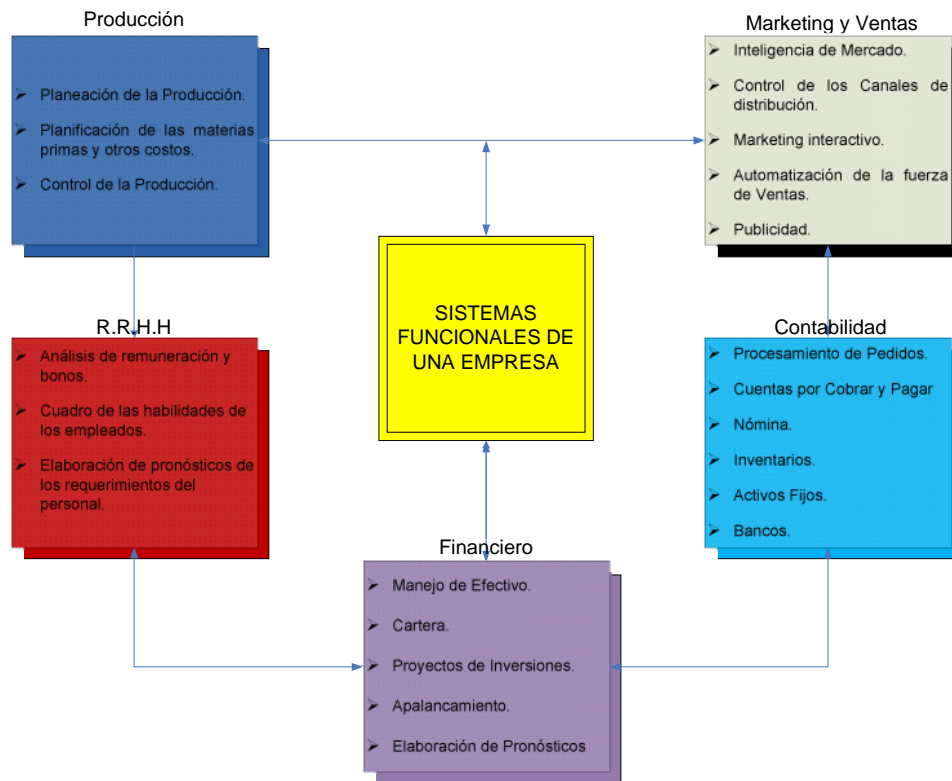 Producción
➢ Planeación de la Producción.
➢ Planificación de las materias
primas y otros costos.
➢ Control de la Producción.
Marketing y Ventas
➢ Inteligencia de Mercado.
➢ Control de los Canales de
distribución.
➢ Marketing interactivo.
➢ Automatización de la fuerza
de Ventas.
➢ Publicidad.
SISTEMAS
FUNCIONALES DE
UNA EMPRESA
R.R.H.H
➢ Análisis de remuneración y
bonos.
➢ Cuadro de las habilidades de
los empleados.
➢ Elaboración de pronósticos de
los requerimientos del
personal.
Contabilidad
➢ Procesamiento de Pedidos.
➢ Cuentas por Cobrar y Pagar
➢ Nómina.
➢ Inventarios.
➢ Activos Fijos.
➢ Bancos.
Financiero
➢ Manejo de Efectivo.
➢ Cartera.
➢ Proyectos de Inversiones.
➢ Apalancamiento.
➢ Elaboración de Pronósticos